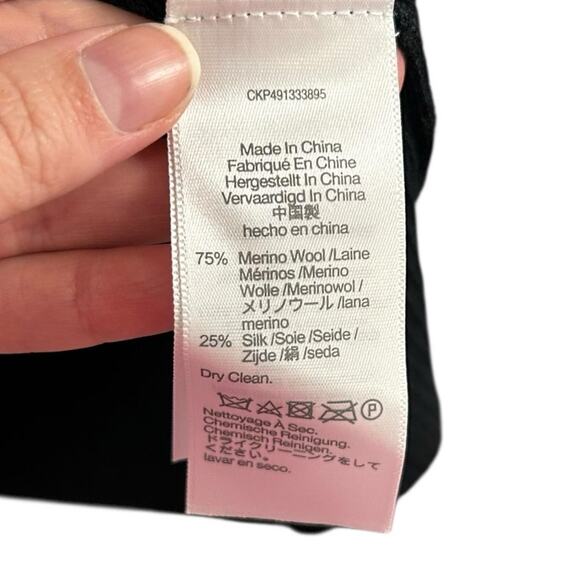 CKP491333895
Made In China
Fabriqué En Chine
Hergestellt In China
Vervaardigd In China
中国製
hecho en china
75% Merino Wool /Laine
Mérinos /Merino
Wolle /Merinowol /
メリノウール /lana
merino
25% Silk /Soie /Seide /
Zijde /絹 /seda
Dry Clean.
P
Nettoyage À Sec.
Chemische Reinigung.
Chemisch Reinigen.
ドライクリーニングをして
ください。
lavar en seco.